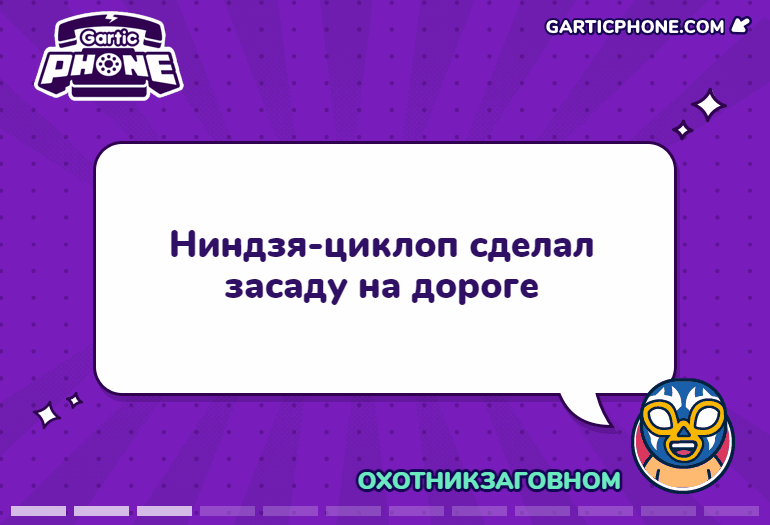 Gartic
PHONE
GARTICPHONE.COM
Ниндзя-циклоп сделал
засаду на дороге
ОХОТНИКЗАГОВНОМ